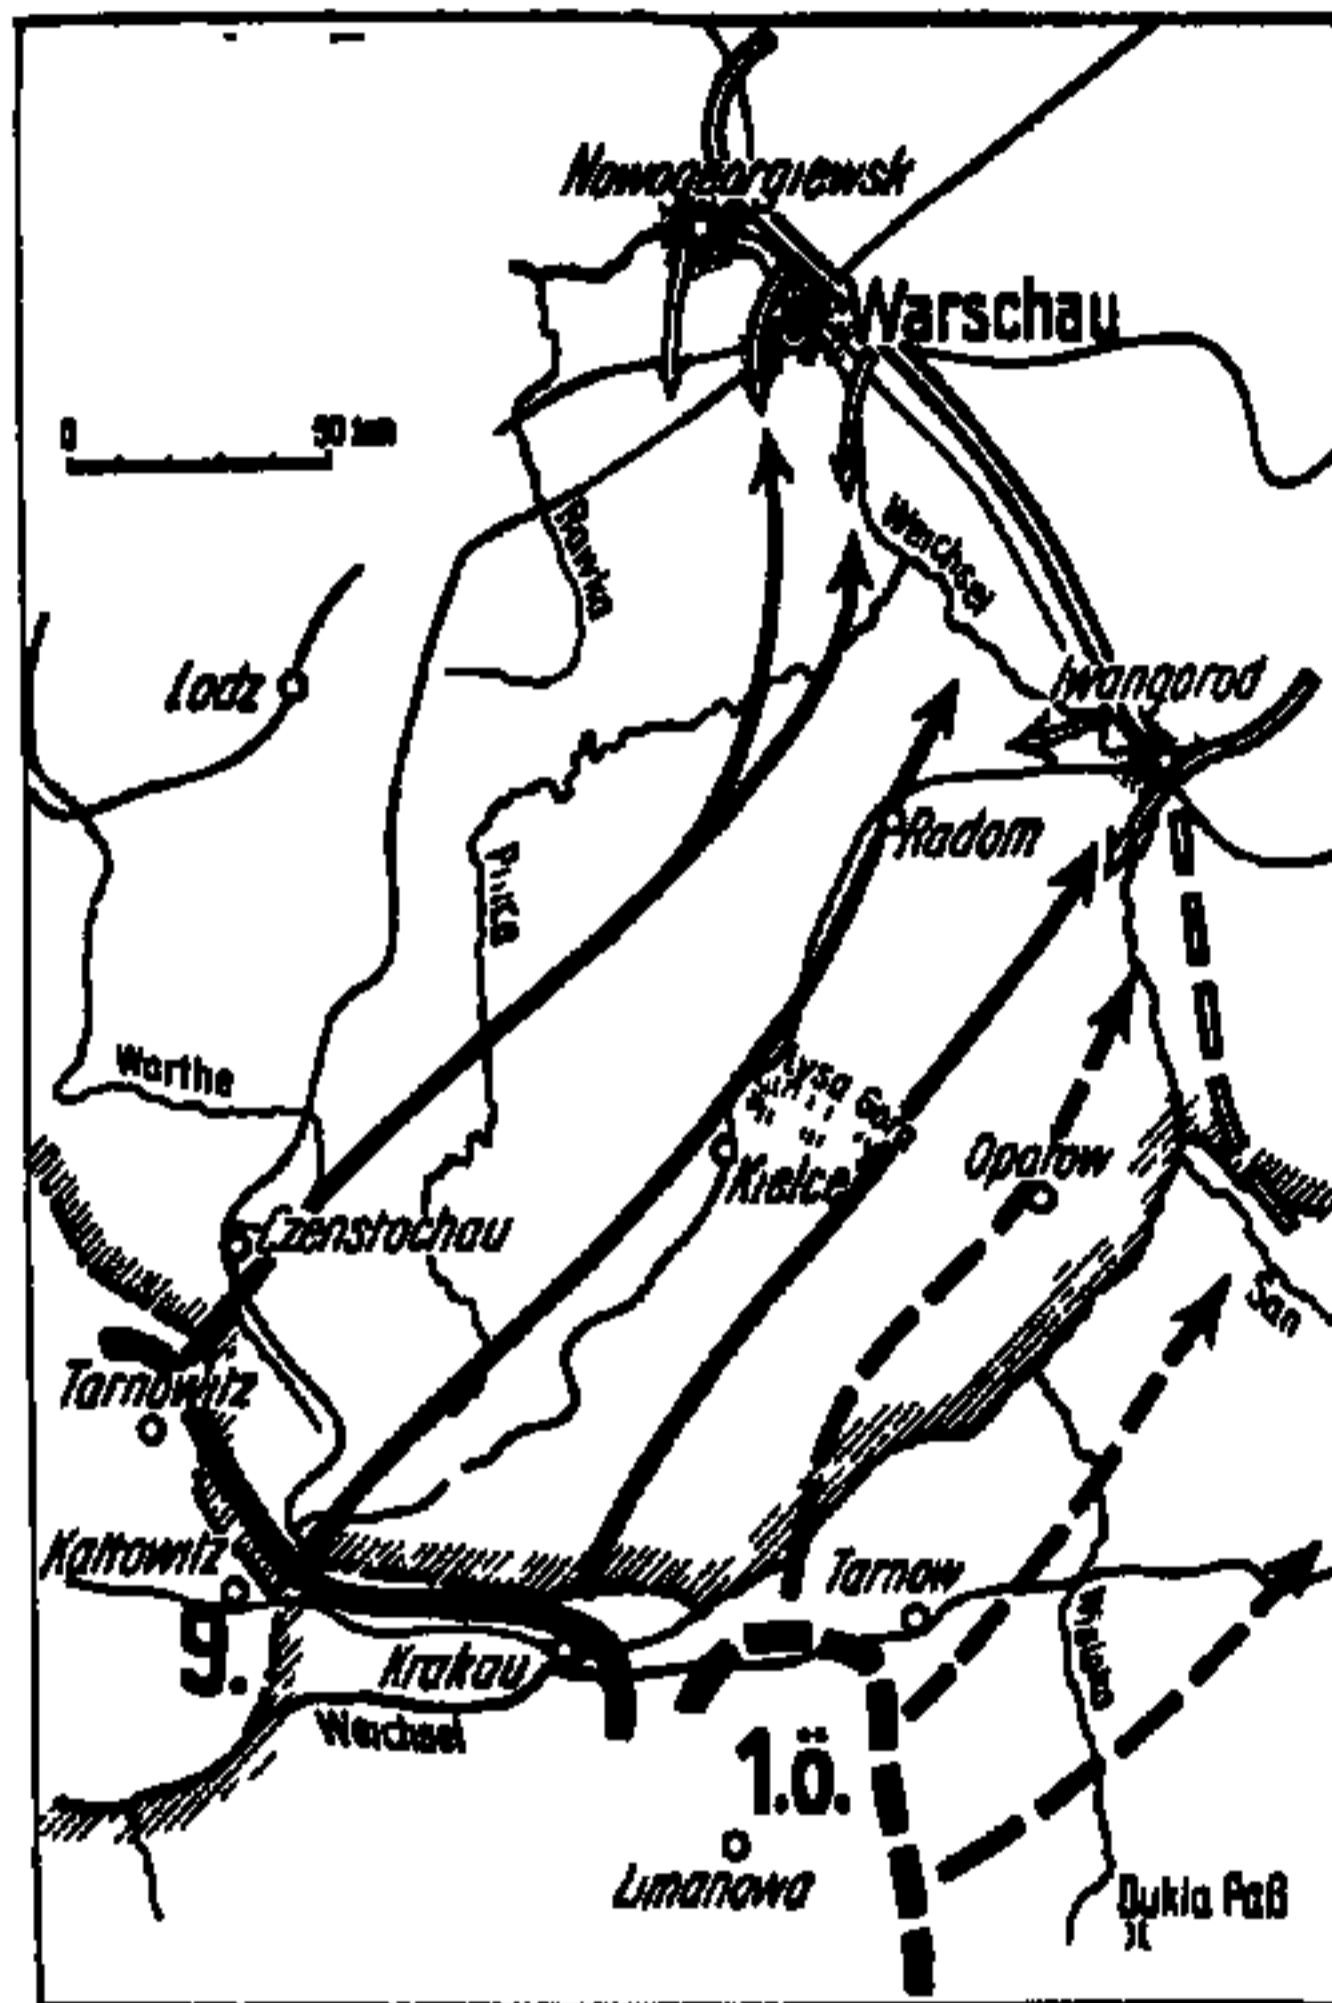 Nowogeorgiewsk
Warschau
0 50 km
Rawka
Weichsel
Lodz
Iwangorod
Radom
Pilica
Warthe
Lysa Gora
Kielce
Opatow
Czenstochau
San
Tarnowitz
Kattowitz
Tarnow
9.
Krakau
Wisloka
Weichsel
1.ö.
Limanowa
Dukla Paß